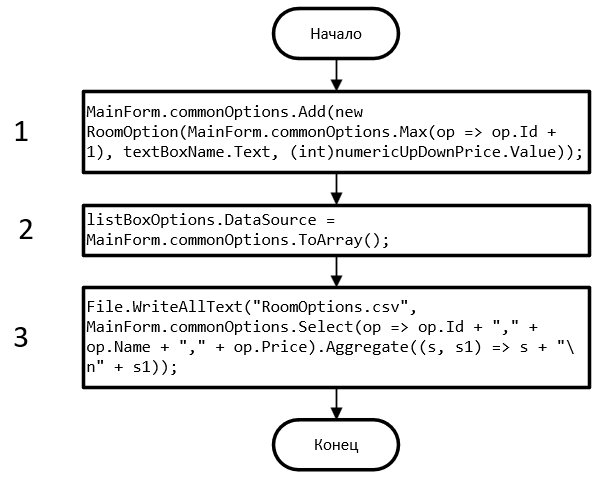 Начало
1
MainForm.commonOptions.Add(new
RoomOption(MainForm.commonOptions.Max(op => op.Id +
1), textBoxName.Text, (int)numericUpDownPrice.Value));
2
listBoxOptions.DataSource =
MainForm.commonOptions.ToArray();
3
File.WriteAllText("RoomOptions.csv",
MainForm.commonOptions.Select(op => op.Id + "," +
op.Name + "," + op.Price).Aggregate((s, s1) => s + "\
n" + s1));
Конец